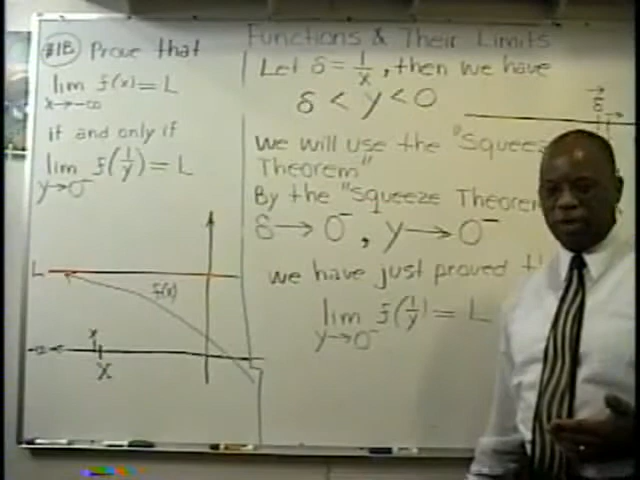 Functions & Their Limits
#1B Prove that
lim f(x) = L
x→-∞
if and only if
lim f(1/y) = L
y→0⁻
L
f(x)
-∞
x
X
Let δ = 1/x, then we have
δ < y < 0
δ
we will use the "Squeeze
Theorem"
By the "Squeeze Theorem
δ → 0⁻, y → 0⁻
we have just proved
lim f(1/y) = L
y→0⁻